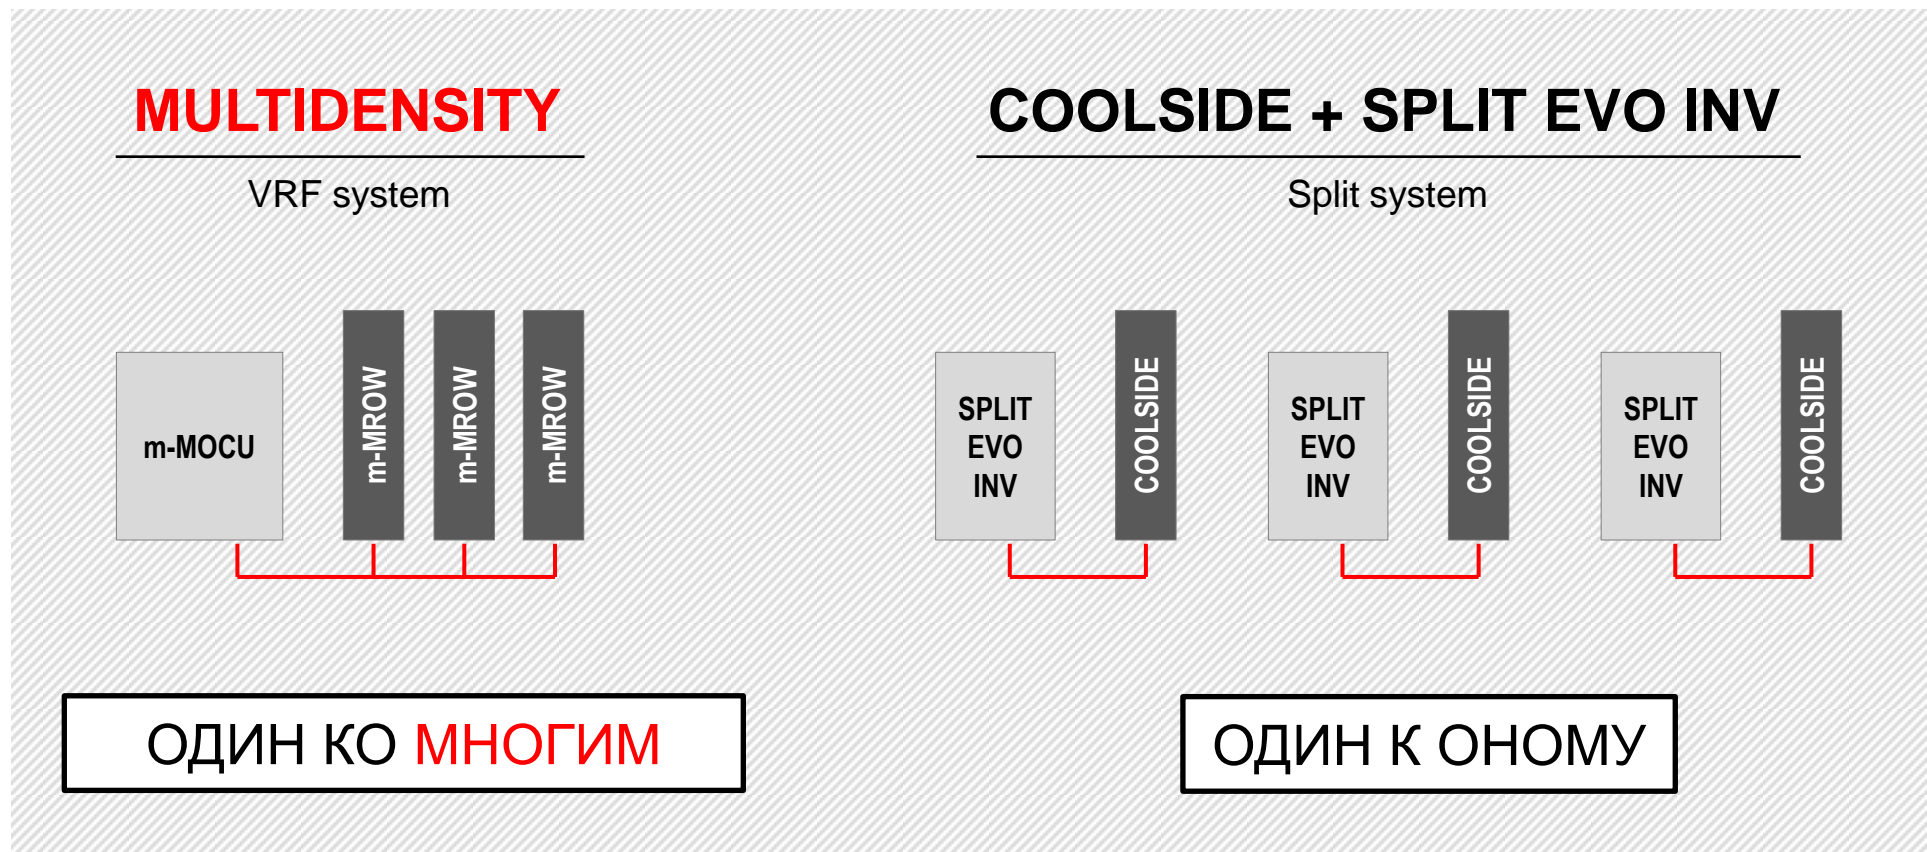 MULTIDENSITY
VRF system
m-MOCU
m-MROW
m-MROW
m-MROW
ОДИН КО МНОГИМ
COOLSIDE + SPLIT EVO INV
Split system
SPLIT
EVO
INV
COOLSIDE
SPLIT
EVO
INV
COOLSIDE
SPLIT
EVO
INV
COOLSIDE
ОДИН К ОНОМУ